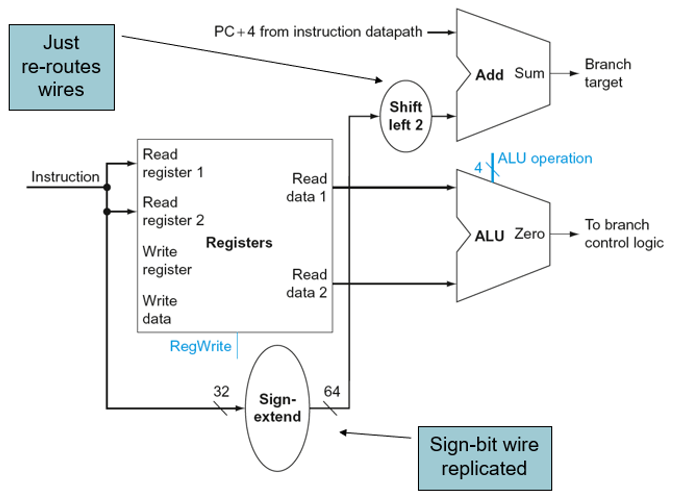 Just
re-routes
wires
PC+4 from instruction datapath
Add Sum
Branch
target
Shift
left 2
Instruction
Read
register 1
Read
register 2
Write
register
Write
data
Registers
Read
data 1
Read
data 2
RegWrite
4
ALU operation
ALU Zero
To branch
control logic
32
Sign-
extend
64
Sign-bit wire
replicated